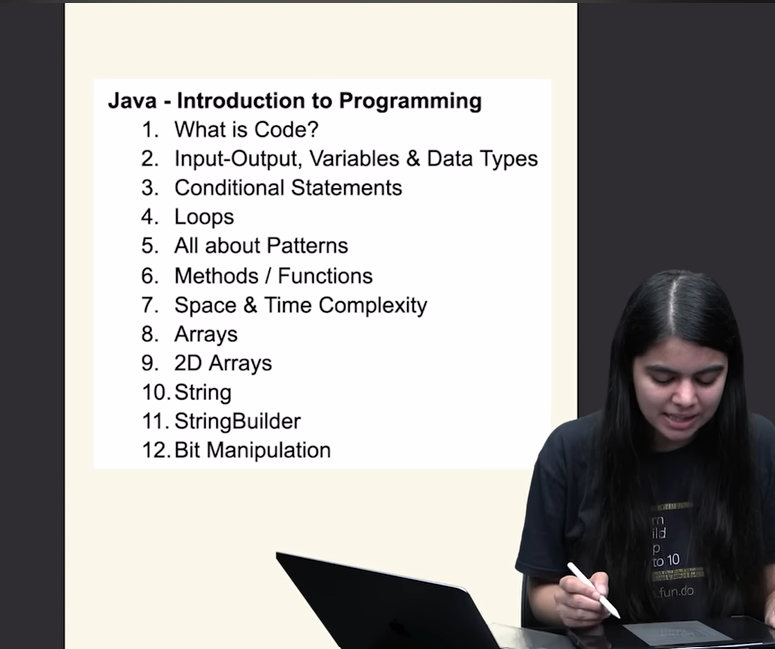 Java - Introduction to Programming
1. What is Code?
2. Input-Output, Variables & Data Types
3. Conditional Statements
4. Loops
5. All about Patterns
6. Methods / Functions
7. Space & Time Complexity
8. Arrays
9. 2D Arrays
10. String
11. StringBuilder
12. Bit Manipulation
to 10
fun.do